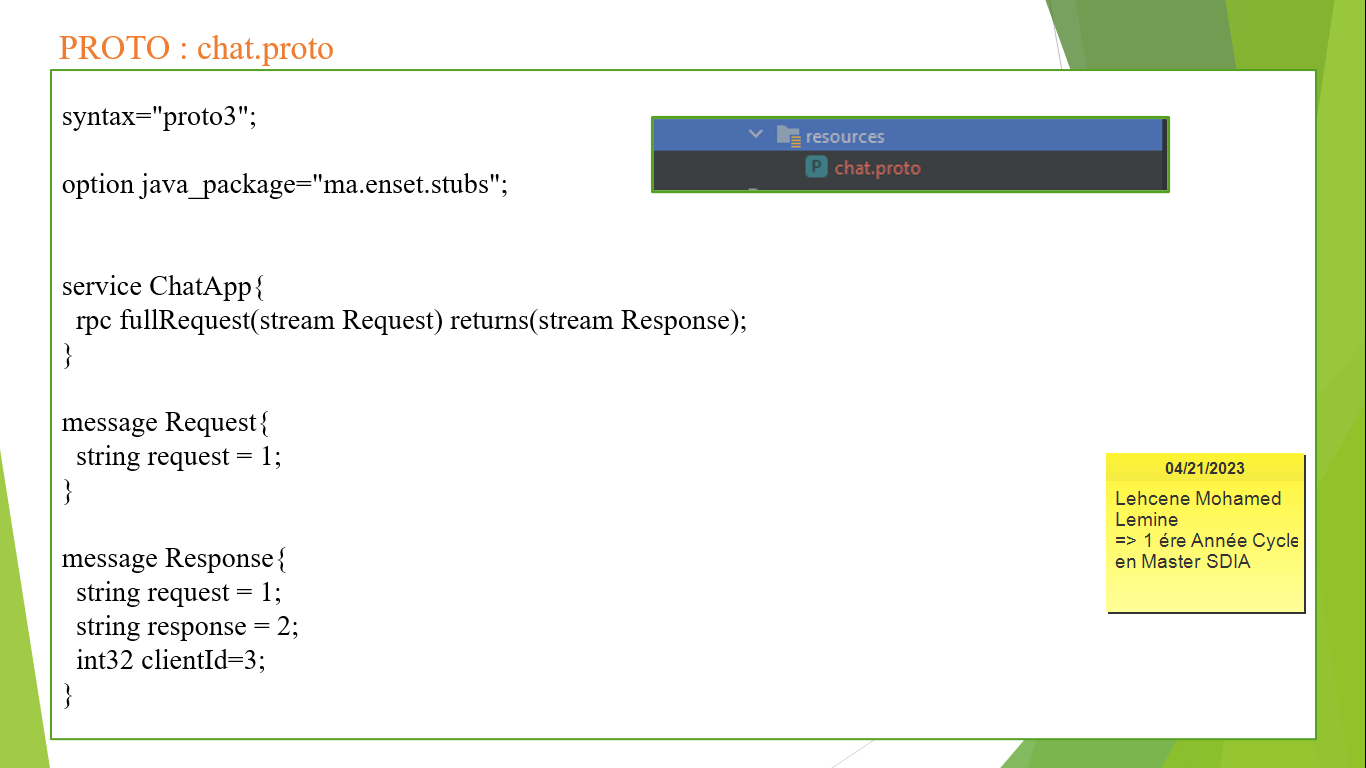 PROTO : chat.proto
syntax="proto3";
option java_package="ma.enset.stubs";
service ChatApp{
rpc fullRequest(stream Request) returns(stream Response);
}
message Request{
string request = 1;
}
message Response{
string request = 1;
string response = 2;
int32 clientId=3;
}
resources
P chat.proto
04/21/2023
Lehcene Mohamed
Lemine
=> 1 ére Année Cycle
en Master SDIA